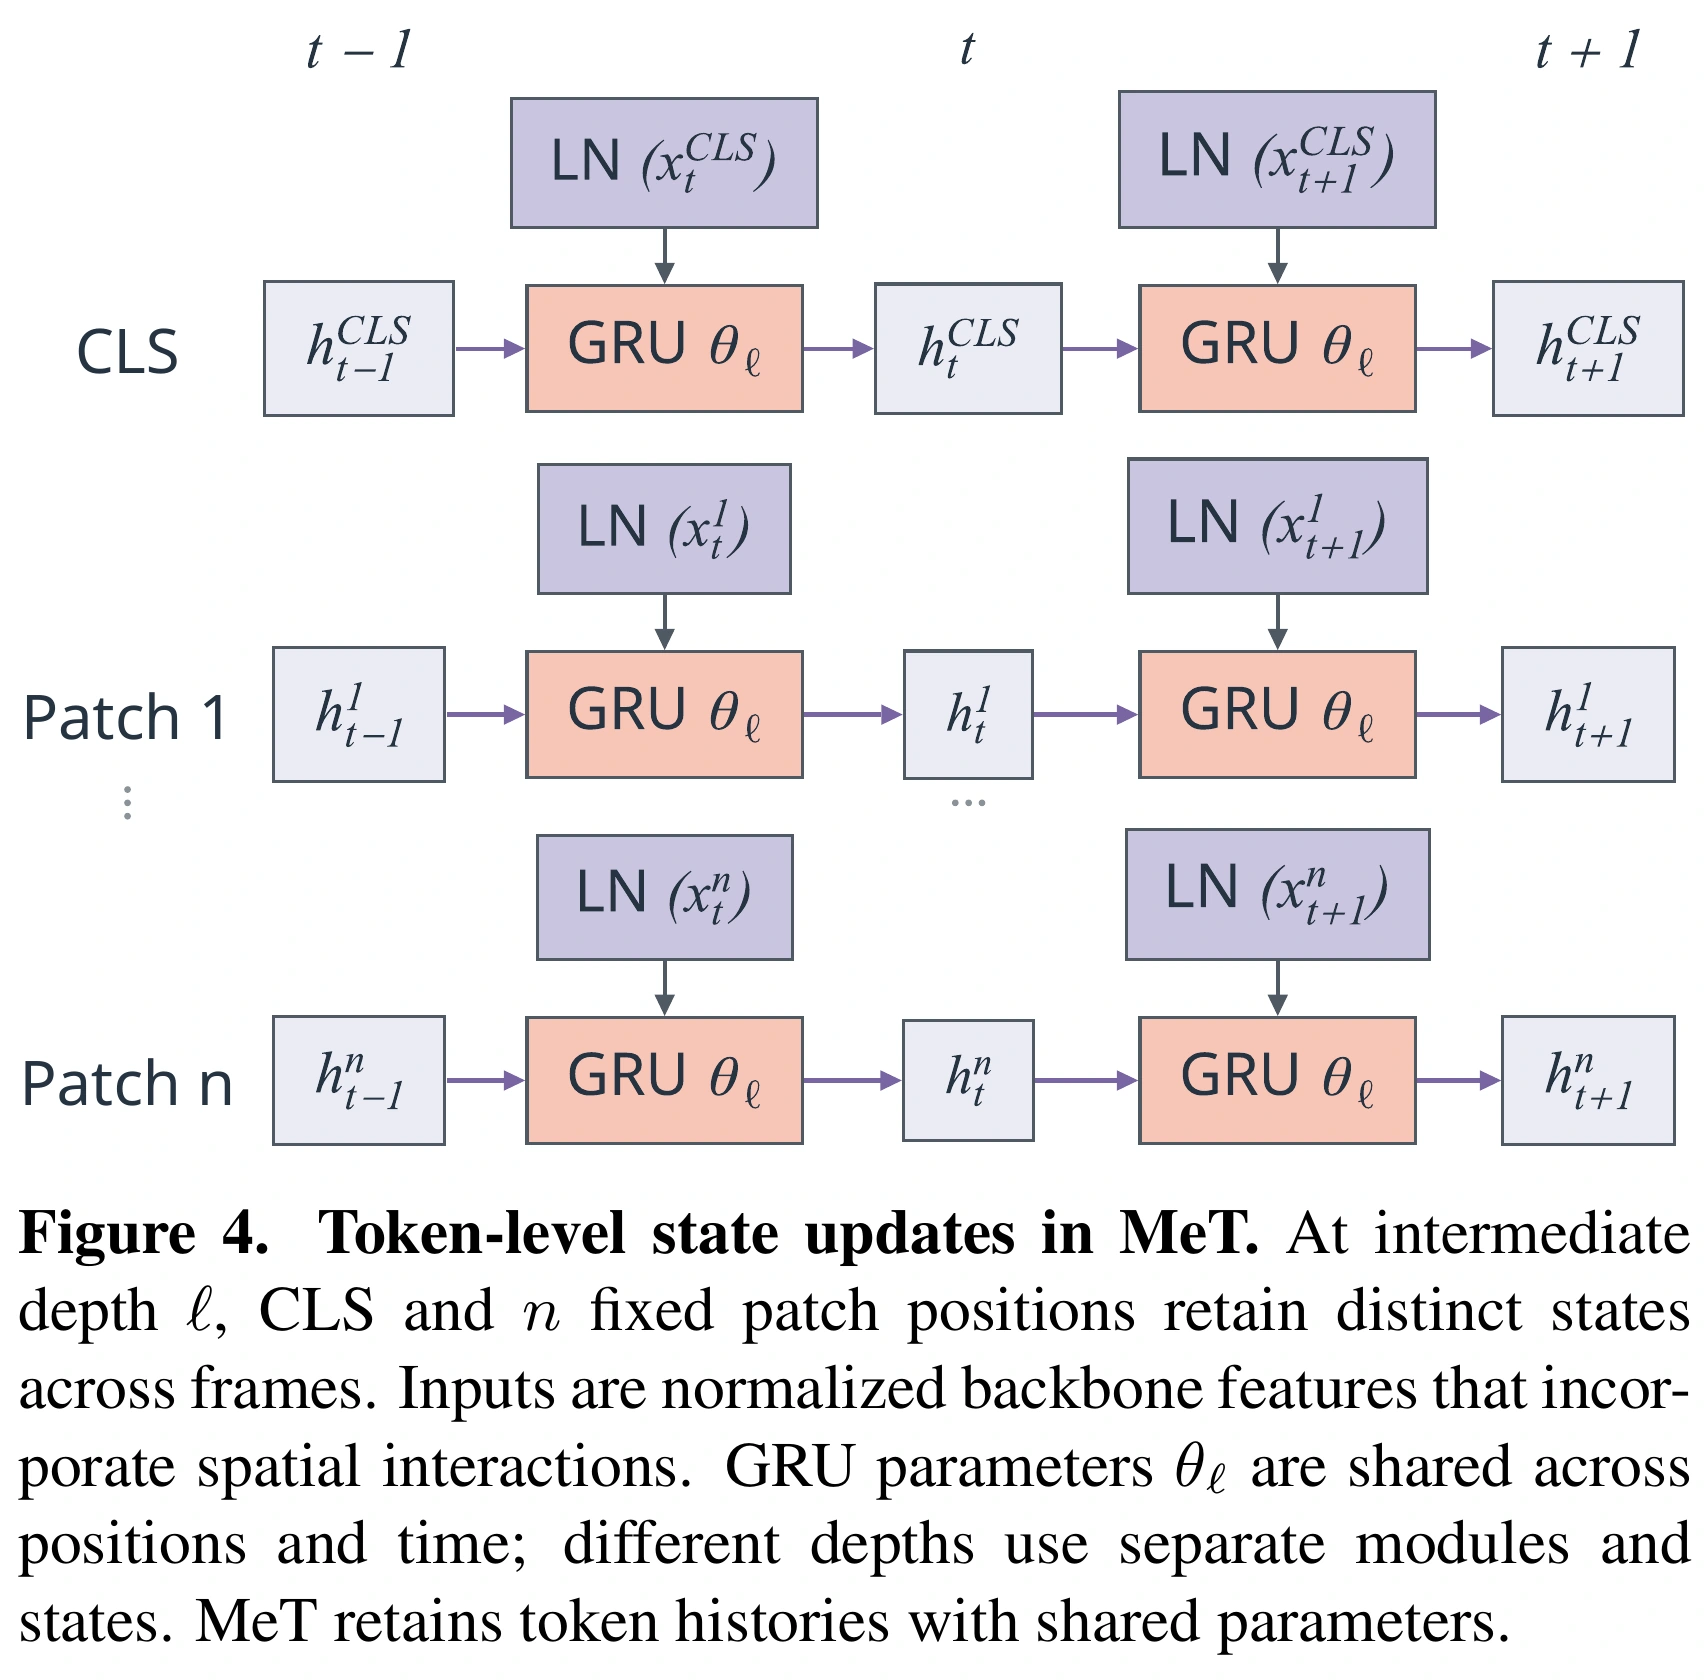 t − 1 t t + 1
LN (x_t^{CLS}) LN (x_{t+1}^{CLS})
CLS h_{t−1}^{CLS} GRU θ_ℓ h_t^{CLS} GRU θ_ℓ h_{t+1}^{CLS}
LN (x_t^1) LN (x_{t+1}^1)
Patch 1 h_{t−1}^1 GRU θ_ℓ h_t^1 GRU θ_ℓ h_{t+1}^1
⋮ ...
LN (x_t^n) LN (x_{t+1}^n)
Patch n h_{t−1}^n GRU θ_ℓ h_t^n GRU θ_ℓ h_{t+1}^n
Figure 4. Token-level state updates in MeT. At intermediate
depth ℓ, CLS and n fixed patch positions retain distinct states
across frames. Inputs are normalized backbone features that incor-
porate spatial interactions. GRU parameters θ_ℓ are shared across
positions and time; different depths use separate modules and
states. MeT retains token histories with shared parameters.